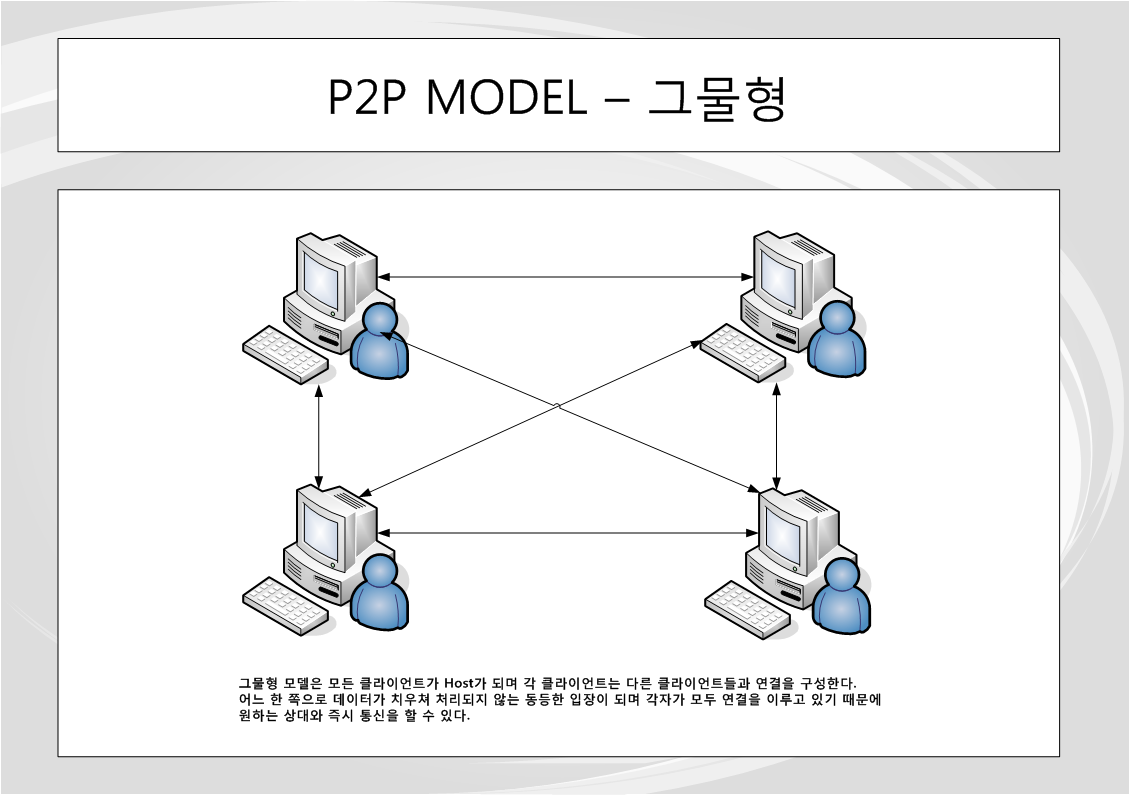 P2P MODEL – 그물형
그물형 모델은 모든 클라이언트가 Host가 되며 각 클라이언트는 다른 클라이언트들과 연결을 구성한다.
어느 한 쪽으로 데이터가 치우쳐 처리되지 않는 동등한 입장이 되며 각자가 모두 연결을 이루고 있기 때문에
원하는 상대와 즉시 통신을 할 수 있다.